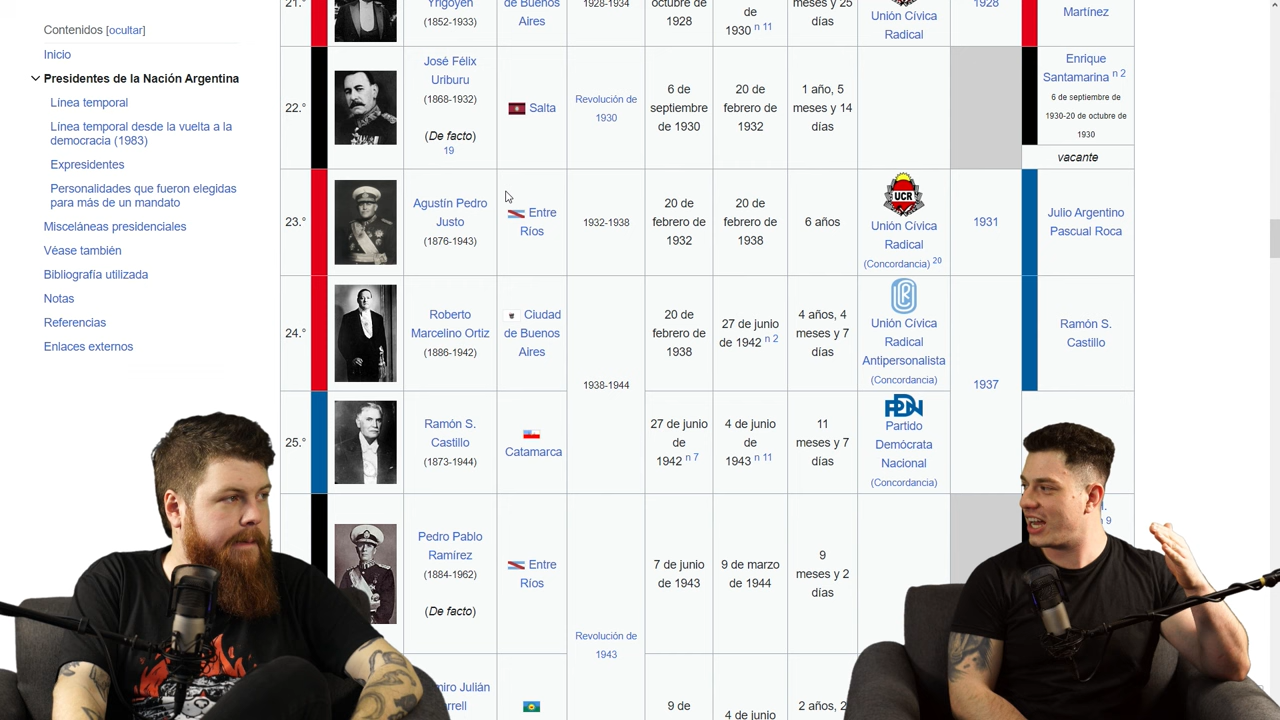 Contenidos [ocultar]
Inicio
Presidentes de la Nación Argentina
Línea temporal
Línea temporal desde la vuelta a la
democracia (1983)
Expresidentes
Personalidades que fueron elegidas
para más de un mandato
Misceláneas presidenciales
Véase también
Bibliografía utilizada
Notas
Referencias
Enlaces externos
21.°
Yrigoyen
(1852-1933)
de Buenos
Aires
1928-1934
octubre de
1928
de
1930 n 11
meses y 25
días
Unión Cívica
Radical
1928
Martínez
22.°
José Félix
Uriburu
(1868-1932)
(De facto)
19
Salta
Revolución de
1930
6 de
septiembre
de 1930
20 de
febrero de
1932
1 año, 5
meses y 14
días
Enrique
Santamarina n 2
6 de septiembre de
1930-20 de octubre de
1930
vacante
23.°
Agustín Pedro
Justo
(1876-1943)
Entre
Ríos
1932-1938
20 de
febrero de
1932
20 de
febrero de
1938
6 años
UCR
Unión Cívica
Radical
(Concordancia) 20
1931
Julio Argentino
Pascual Roca
24.°
Roberto
Marcelino Ortiz
(1886-1942)
Ciudad
de Buenos
Aires
1938-1944
20 de
febrero de
1938
27 de junio
de 1942 n 2
4 años, 4
meses y 7
días
Unión Cívica
Radical
Antipersonalista
(Concordancia)
1937
Ramón S.
Castillo
25.°
Ramón S.
Castillo
(1873-1944)
Catamarca
27 de junio
de
1942 n 7
4 de junio
de
1943 n 11
11
meses y 7
días
PDN
Partido
Demócrata
Nacional
(Concordancia)
Pedro Pablo
Ramírez
(1884-1962)
(De facto)
Entre
Ríos
Revolución de
1943
7 de junio
de 1943
9 de marzo
de 1944
9
meses y 2
días
9
miro Julián
rrell
9 de
4 de junio
2 años, 2